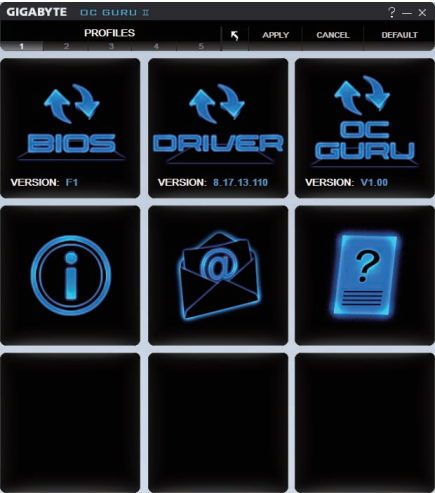 GIGABYTE OC GURU II ? – ×
PROFILES APPLY CANCEL DEFAULT
1 2 3 4 5
BIOS
VERSION: F1
DRIVER
VERSION: 8.17.13.110
OC
GURU
VERSION: V1.00
@
?